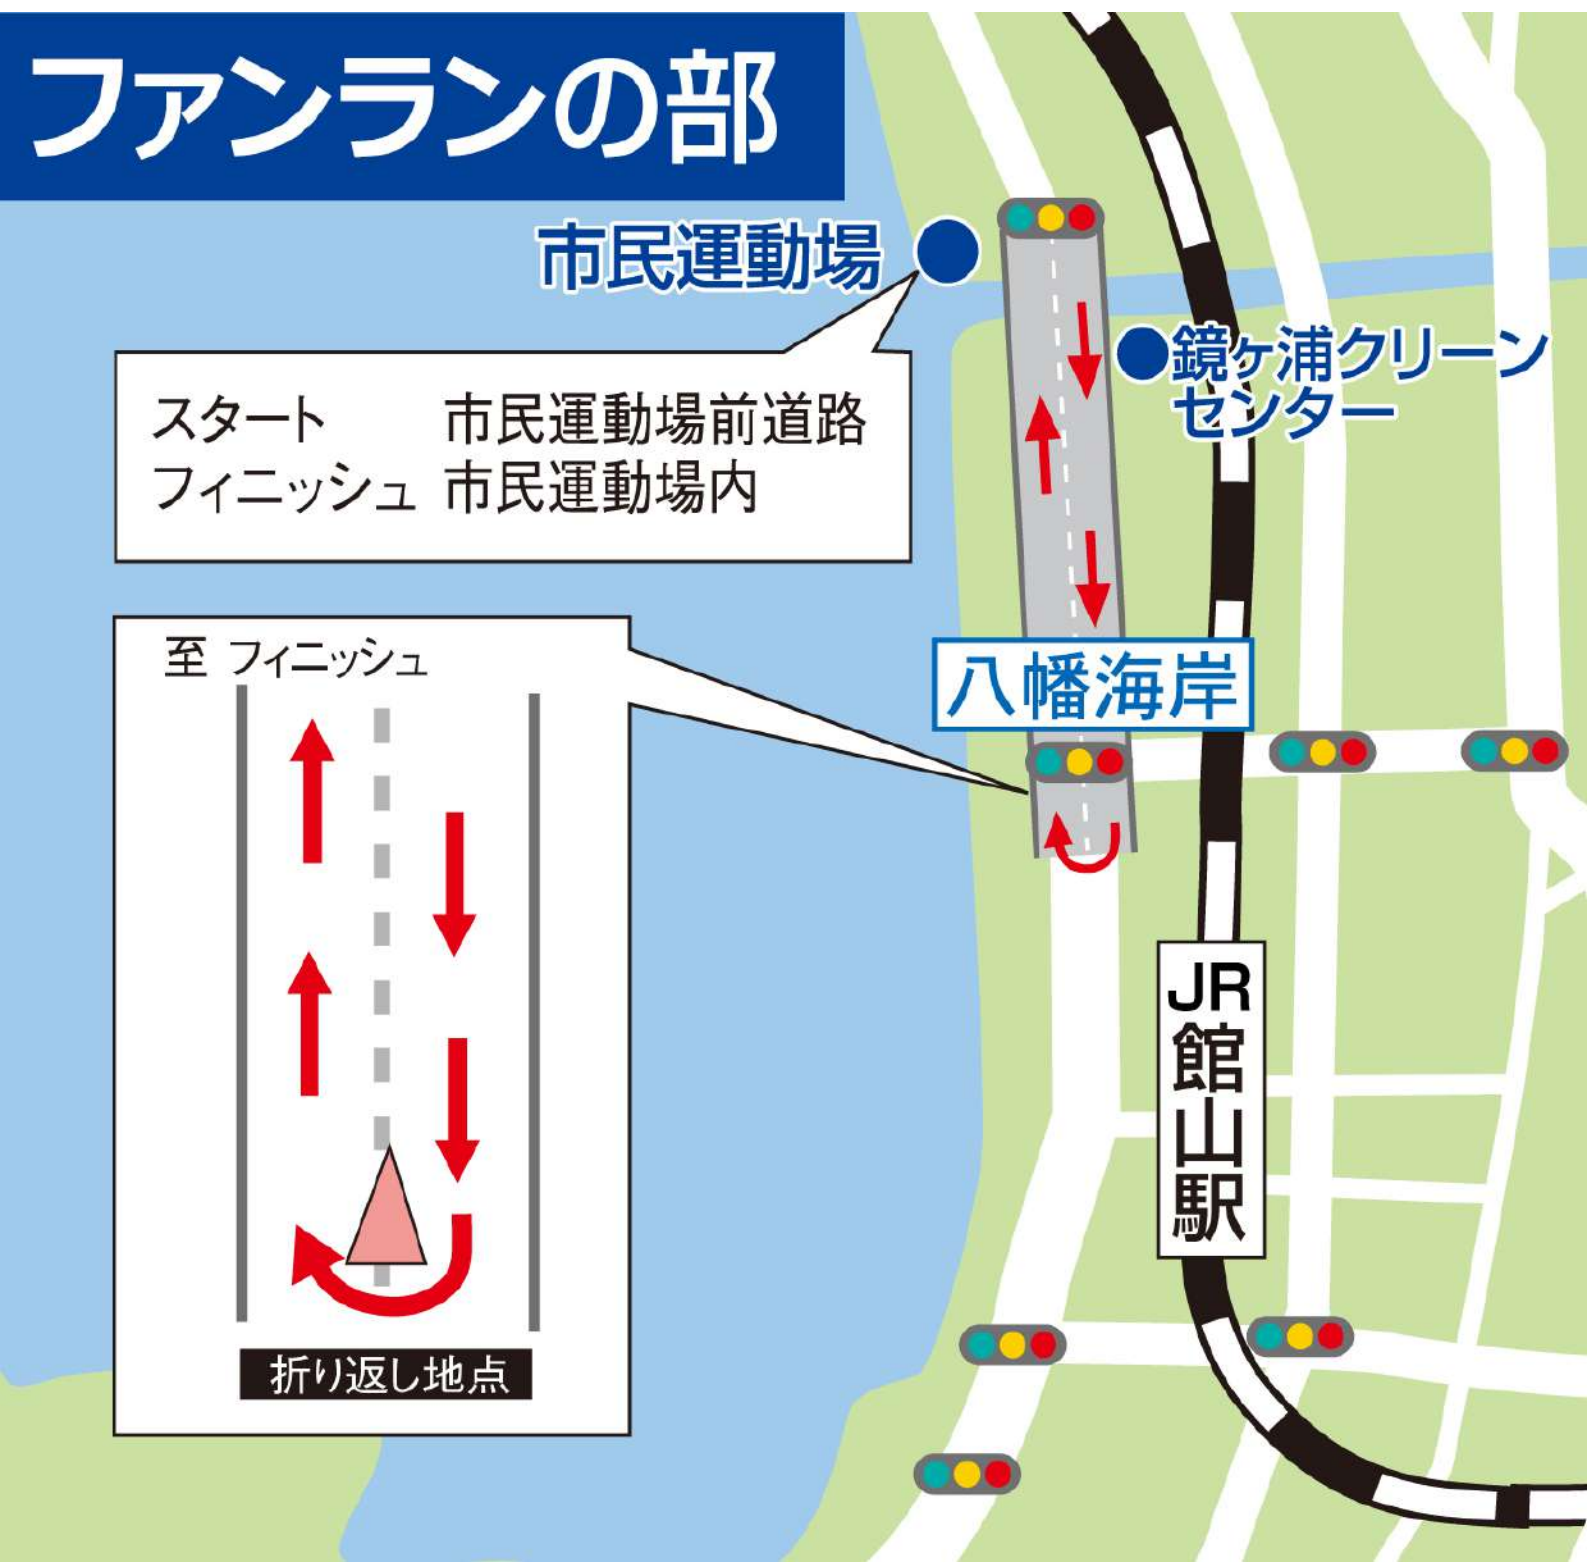 ファンランの部
市民運動場
鏡ヶ浦クリーン
センター
スタート 市民運動場前道路
フィニッシュ 市民運動場内
至 フィニッシュ
八幡海岸
JR館山駅
折り返し地点